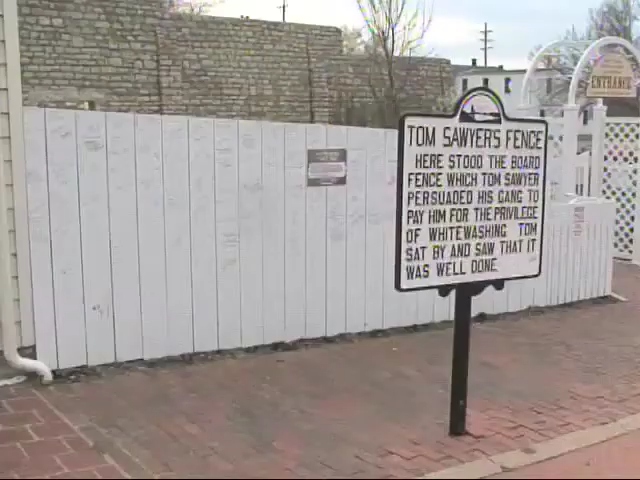 TOM SAWYER'S FENCE
HERE STOOD THE BOARD
FENCE WHICH TOM SAWYER
PERSUADED HIS GANG TO
PAY HIM FOR THE PRIVILEGE
OF WHITEWASHING. TOM
SAT BY AND SAW THAT IT
WAS WELL DONE.
ENTRANCE